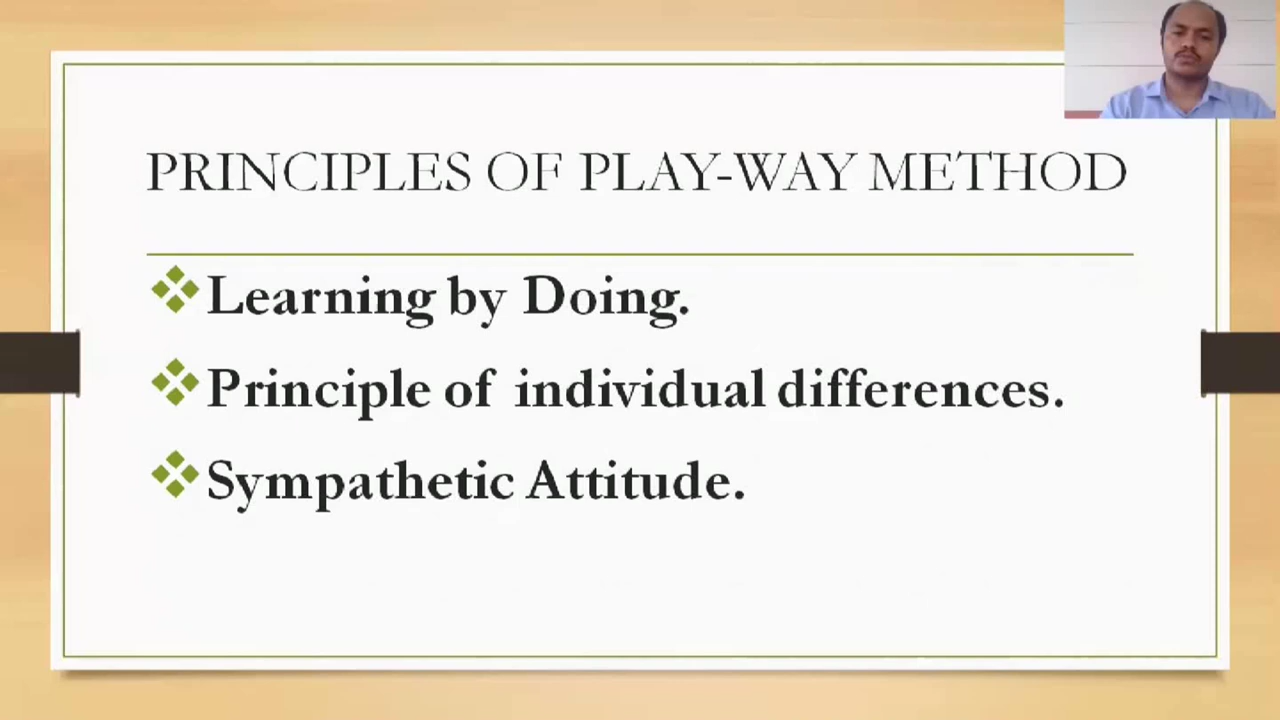 PRINCIPLES OF PLAY-WAY METHOD
Learning by Doing.
Principle of individual differences.
Sympathetic Attitude.